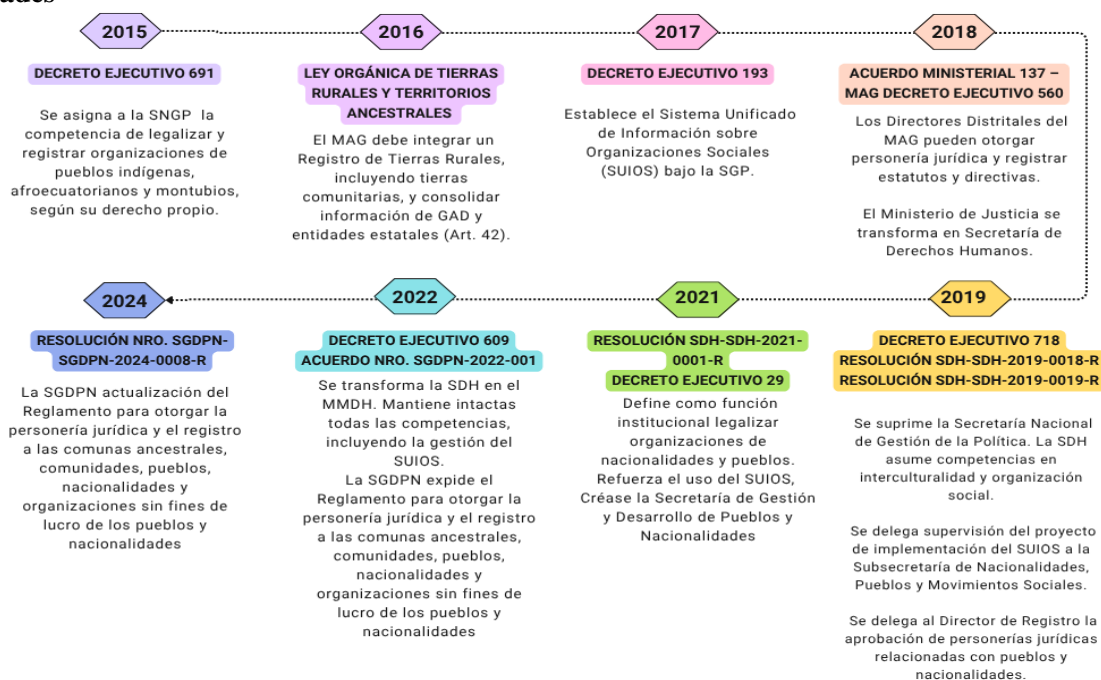 ades
2015
DECRETO EJECUTIVO 691
Se asigna a la SNGP la
competencia de legalizar y
registrar organizaciones de
pueblos indígenas,
afroecuatorianos y montubios,
según su derecho propio.
2016
LEY ORGÁNICA DE TIERRAS
RURALES Y TERRITORIOS
ANCESTRALES
El MAG debe integrar un
Registro de Tierras Rurales,
incluyendo tierras
comunitarias, y consolidar
información de GAD y
entidades estatales (Art. 42).
2017
DECRETO EJECUTIVO 193
Establece el Sistema Unificado
de Información sobre
Organizaciones Sociales
(SUIOS) bajo la SGP.
2018
ACUERDO MINISTERIAL 137 –
MAG DECRETO EJECUTIVO 560
Los Directores Distritales del
MAG pueden otorgar
personería jurídica y registrar
estatutos y directivas.
El Ministerio de Justicia se
transforma en Secretaría de
Derechos Humanos.
2024
RESOLUCIÓN NRO. SGDPN-
SGDPN-2024-0008-R
La SGDPN actualización del
Reglamento para otorgar la
personería jurídica y el registro
a las comunas ancestrales,
comunidades, pueblos,
nacionalidades y
organizaciones sin fines de
lucro de los pueblos y
nacionalidades
2022
DECRETO EJECUTIVO 609
ACUERDO NRO. SGDPN-2022-001
Se transforma la SDH en el
MMDH. Mantiene intactas
todas las competencias,
incluyendo la gestión del
SUIOS.
La SGDPN expide el
Reglamento para otorgar la
personería jurídica y el registro
a las comunas ancestrales,
comunidades, pueblos,
nacionalidades y
organizaciones sin fines de
lucro de los pueblos y
nacionalidades
2021
RESOLUCIÓN SDH-SDH-2021-
0001-R
DECRETO EJECUTIVO 29
Define como función
institucional legalizar
organizaciones de
nacionalidades y pueblos.
Refuerza el uso del SUIOS,
Créase la Secretaría de Gestión
y Desarrollo de Pueblos y
Nacionalidades
2019
DECRETO EJECUTIVO 718
RESOLUCIÓN SDH-SDH-2019-0018-R
RESOLUCIÓN SDH-SDH-2019-0019-R
Se suprime la Secretaría Nacional
de Gestión de la Política. La SDH
asume competencias en
interculturalidad y organización
social.
Se delega supervisión del proyecto
de implementación del SUIOS a la
Subsecretaría de Nacionalidades,
Pueblos y Movimientos Sociales.
Se delega al Director de Registro la
aprobación de personerías jurídicas
relacionadas con pueblos y
nacionalidades.